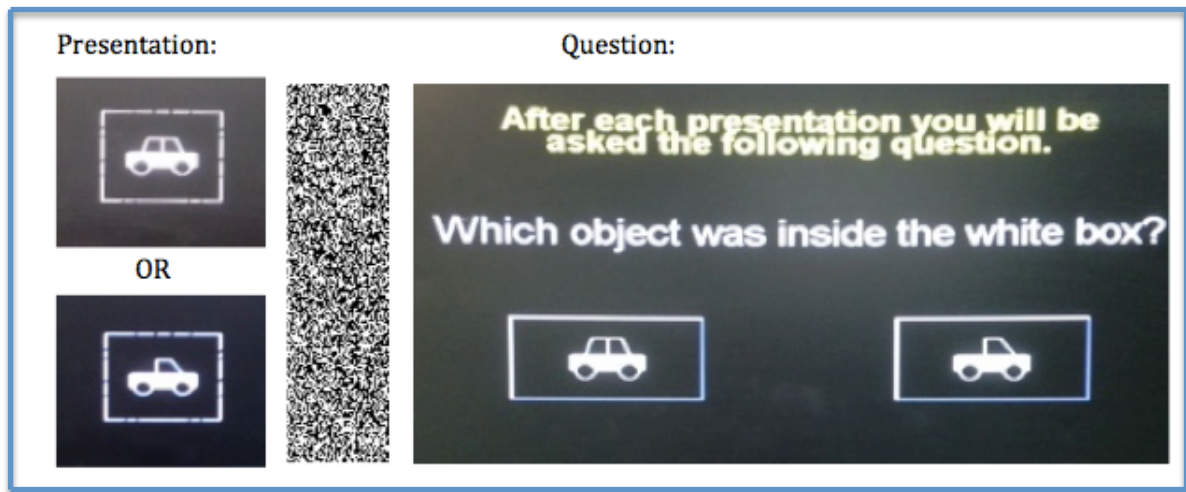 Presentation:
Question:
OR
After each presentation you will be
asked the following question.
Which object was inside the white box?